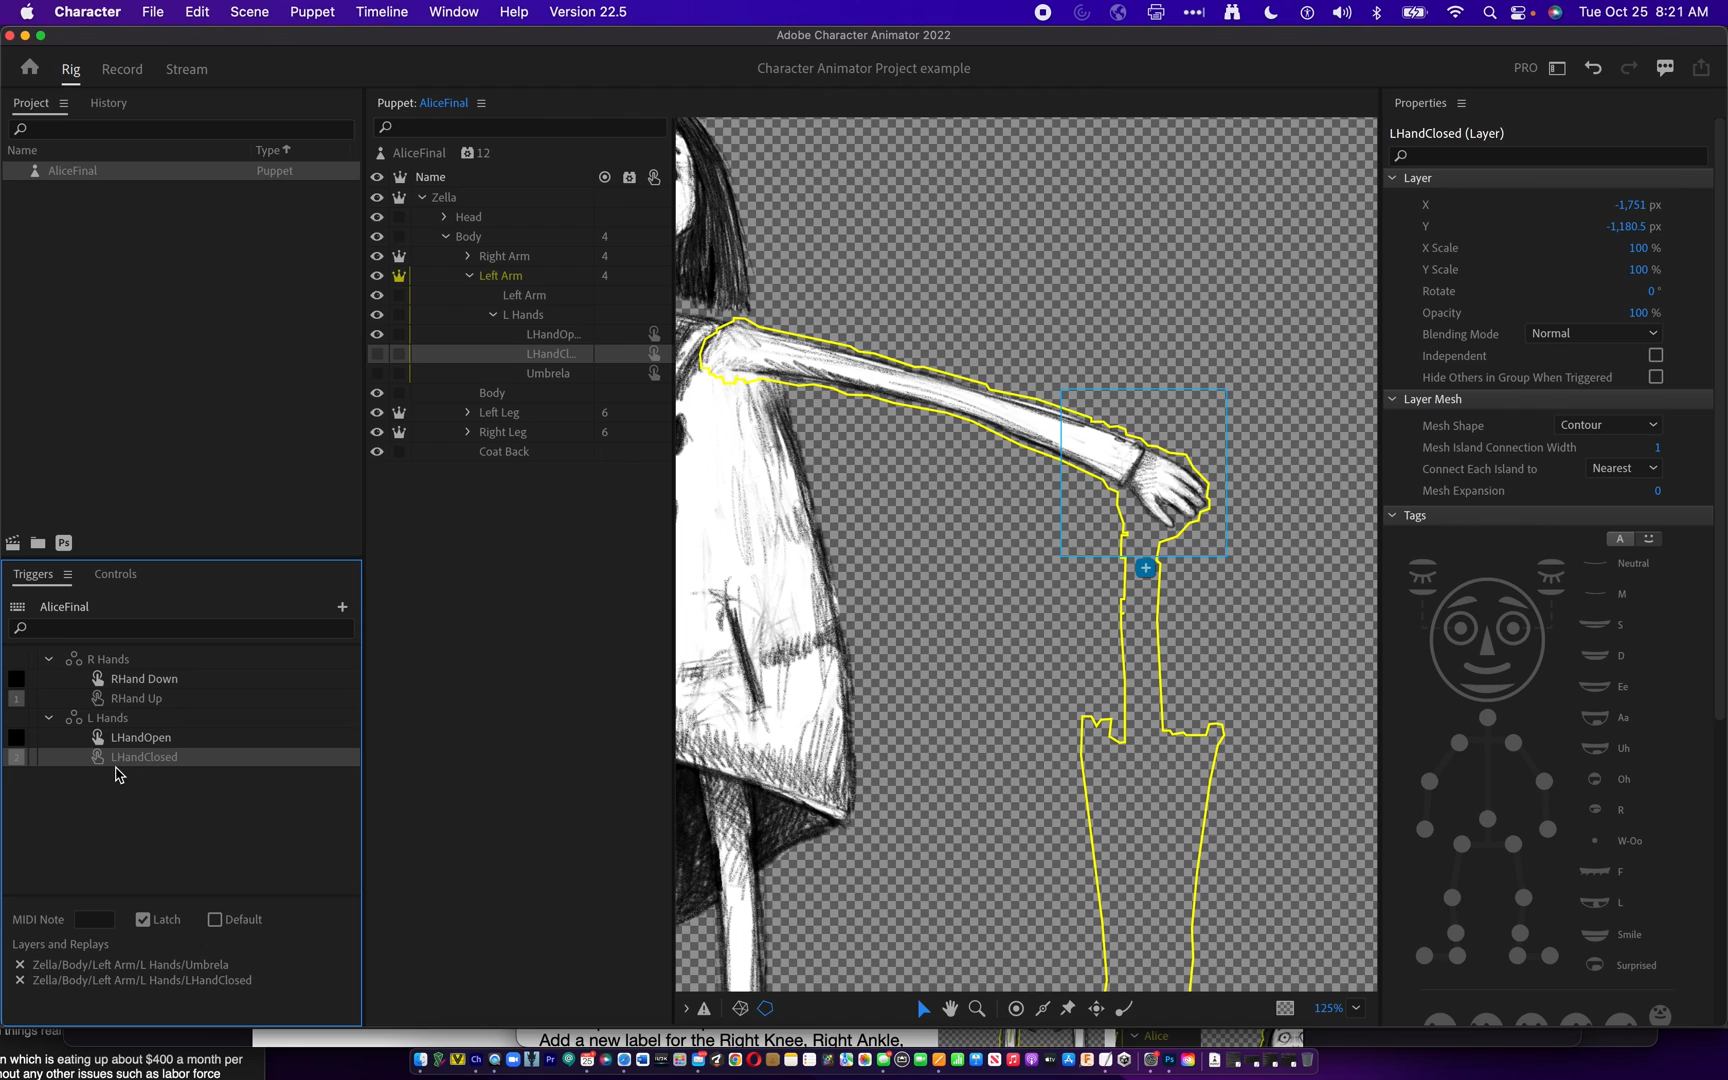 Character File Edit Scene Puppet Timeline Window Help Version 22.5 Tue Oct 25 8:21 AM
Adobe Character Animator 2022
Rig Record Stream Character Animator Project example PRO
Project History
Name Type
AliceFinal Puppet
Ps
Triggers Controls
AliceFinal
R Hands
RHand Down
1 RHand Up
L Hands
LHandOpen
2 LHandClosed
MIDI Note Latch Default
Layers and Replays
Zella/Body/Left Arm/L Hands/Umbrela
Zella/Body/Left Arm/L Hands/LHandClosed
Puppet: AliceFinal
AliceFinal 12
Name
Zella
Head
Body 4
Right Arm 4
Left Arm 4
Left Arm
L Hands
LHandOp...
LHandCl...
Umbrela
Body
Left Leg 6
Right Leg 6
Coat Back
125%
Properties
LHandClosed (Layer)
Layer
X -1,751 px
Y -1,180.5 px
X Scale 100 %
Y Scale 100 %
Rotate 0 °
Opacity 100 %
Blending Mode Normal
Independent
Hide Others in Group When Triggered
Layer Mesh
Mesh Shape Contour
Mesh Island Connection Width 1
Connect Each Island to Nearest
Mesh Expansion 0
Tags
A
Neutral
M
S
D
Ee
Aa
Uh
Oh
R
W-Oo
F
L
Smile
Surprised
things real
n which is eating up about $400 a month per
hout any other issues such as labor force
Add a new label for the Right Knee, Right Ankle,
Alice